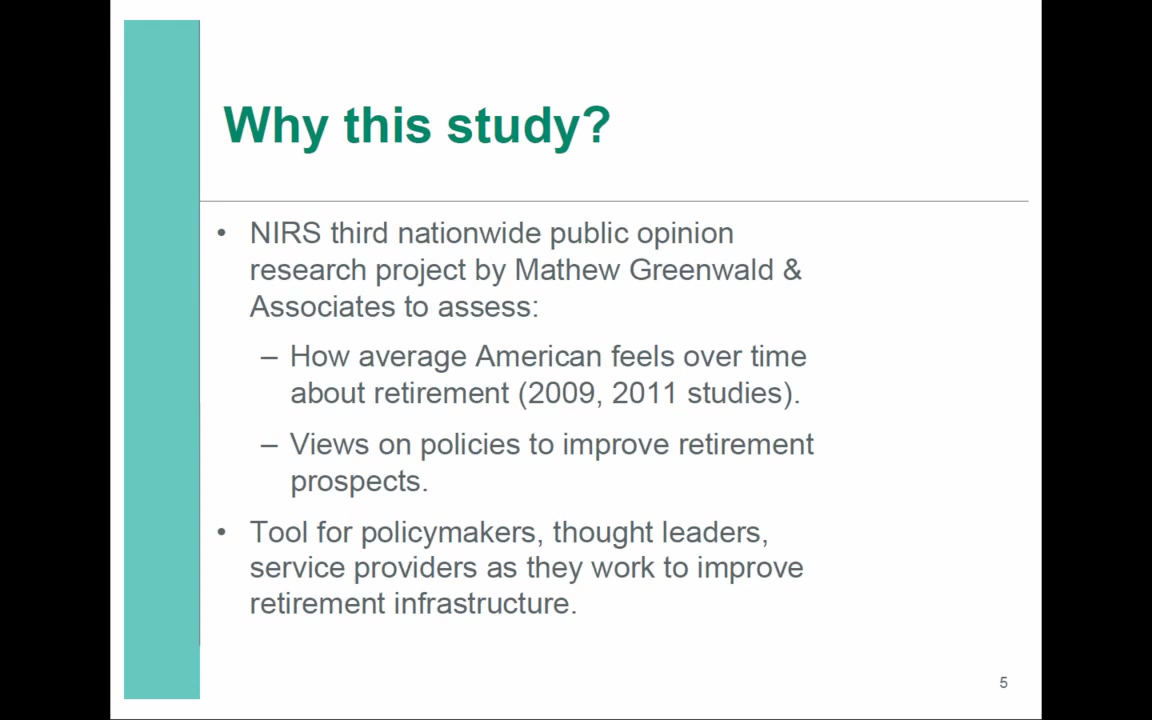 Why this study?
• NIRS third nationwide public opinion
research project by Mathew Greenwald &
Associates to assess:
– How average American feels over time
about retirement (2009, 2011 studies).
– Views on policies to improve retirement
prospects.
• Tool for policymakers, thought leaders,
service providers as they work to improve
retirement infrastructure.
5